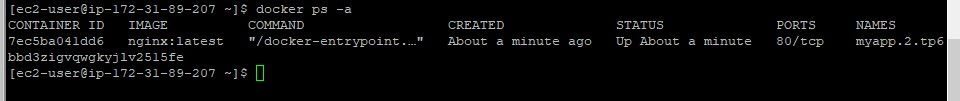 [ec2-user@ip-172-31-89-207 ~]$ docker ps -a
CONTAINER ID   IMAGE          COMMAND                  CREATED              STATUS              PORTS     NAMES
7ec5ba041dd6   nginx:latest   "/docker-entrypoint.…"   About a minute ago   Up About a minute   80/tcp    myapp.2.tp6
bbd3zigvqwgkyjlv25l5fe
[ec2-user@ip-172-31-89-207 ~]$